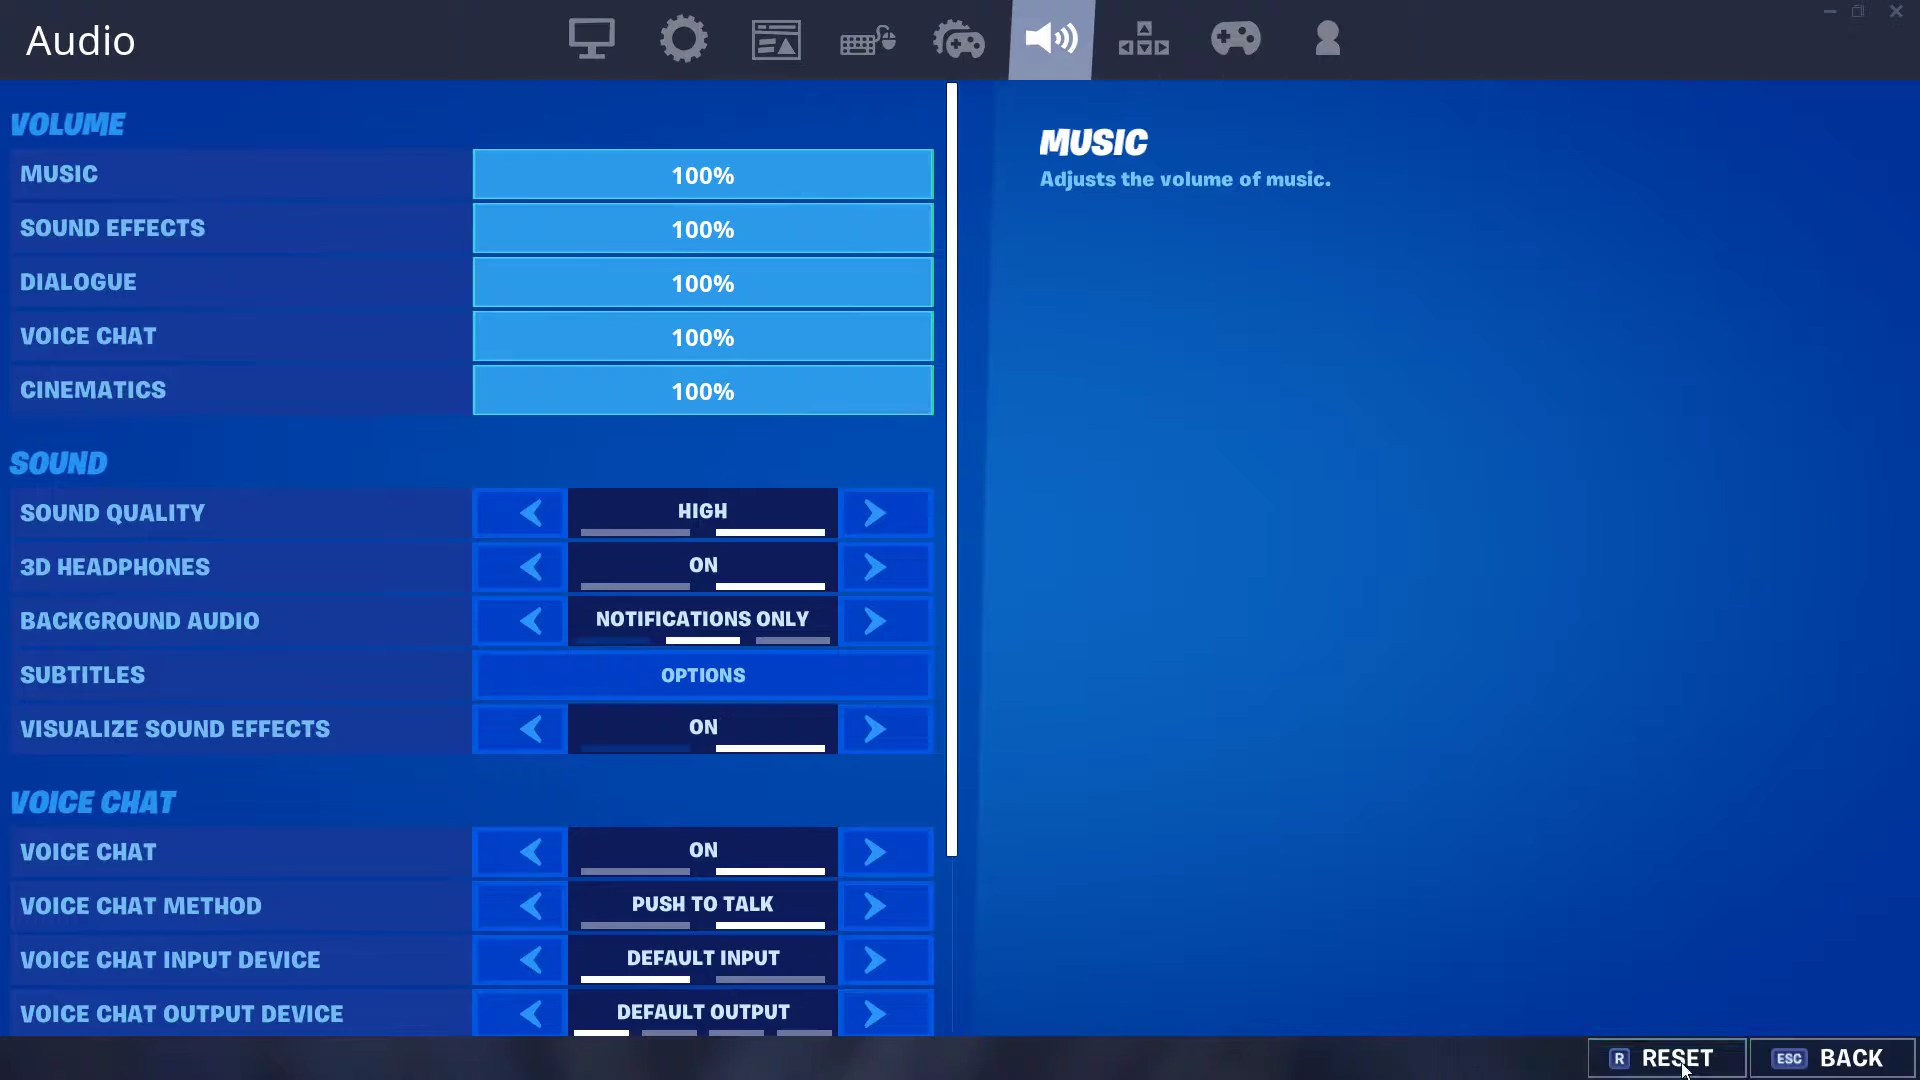 Audio
VOLUME
MUSIC 100%
SOUND EFFECTS 100%
DIALOGUE 100%
VOICE CHAT 100%
CINEMATICS 100%
SOUND
SOUND QUALITY HIGH
3D HEADPHONES ON
BACKGROUND AUDIO NOTIFICATIONS ONLY
SUBTITLES OPTIONS
VISUALIZE SOUND EFFECTS ON
VOICE CHAT
VOICE CHAT ON
VOICE CHAT METHOD PUSH TO TALK
VOICE CHAT INPUT DEVICE DEFAULT INPUT
VOICE CHAT OUTPUT DEVICE DEFAULT OUTPUT
MUSIC
Adjusts the volume of music.
R RESET ESC BACK